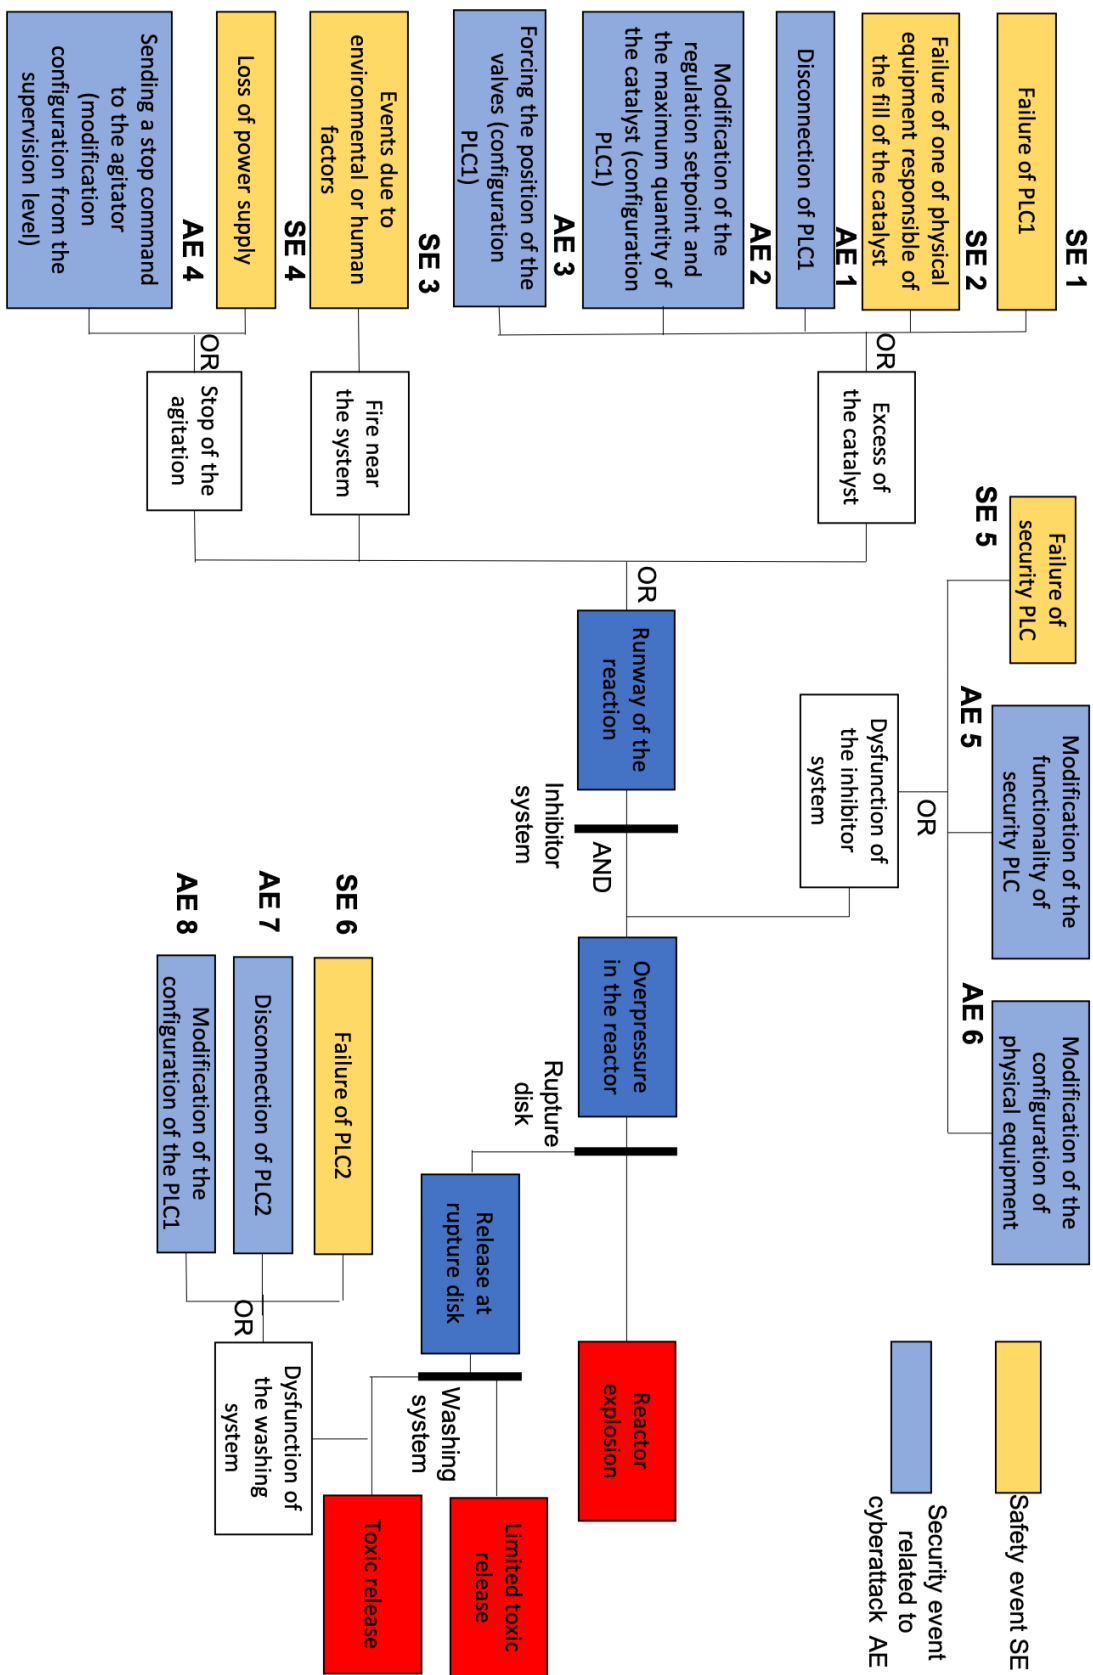 SE 1
Failure of PLC1
SE 2
Failure of one of physical
equipment responsible of
the fill of the catalyst
AE 1
Disconnection of PLC1
AE 2
Modification of the
regulation setpoint and
the maximum quantity of
the catalyst (configuration
PLC1)
AE 3
Forcing the position of the
valves (configuration
PLC1)
SE 3
Events due to
environmental or human
factors
SE 4
Loss of power supply
AE 4
Sending a stop command
to the agitator
(modification
configuration from the
supervision level)
OR
Excess of
the catalyst
Fire near
the system
OR
Stop of the
agitation
OR
Runway of the
reaction
Failure of
security PLC
SE 5
Modification of the
functionality of
security PLC
AE 5
Modification of the
configuration of
physical equipment
AE 6
OR
Dysfunction of
the inhibitor
system
Inhibitor
system
AND
Overpressure
in the reactor
Rupture
disk
Release at
rupture disk
Reactor
explosion
SE 6
Failure of PLC2
AE 7
Disconnection of PLC2
AE 8
Modification of the
configuration of the PLC1
OR
Dysfunction of
the washing
system
Washing
system
Limited toxic
release
Toxic release
Safety event SE
Security event
related to
cyberattack AE